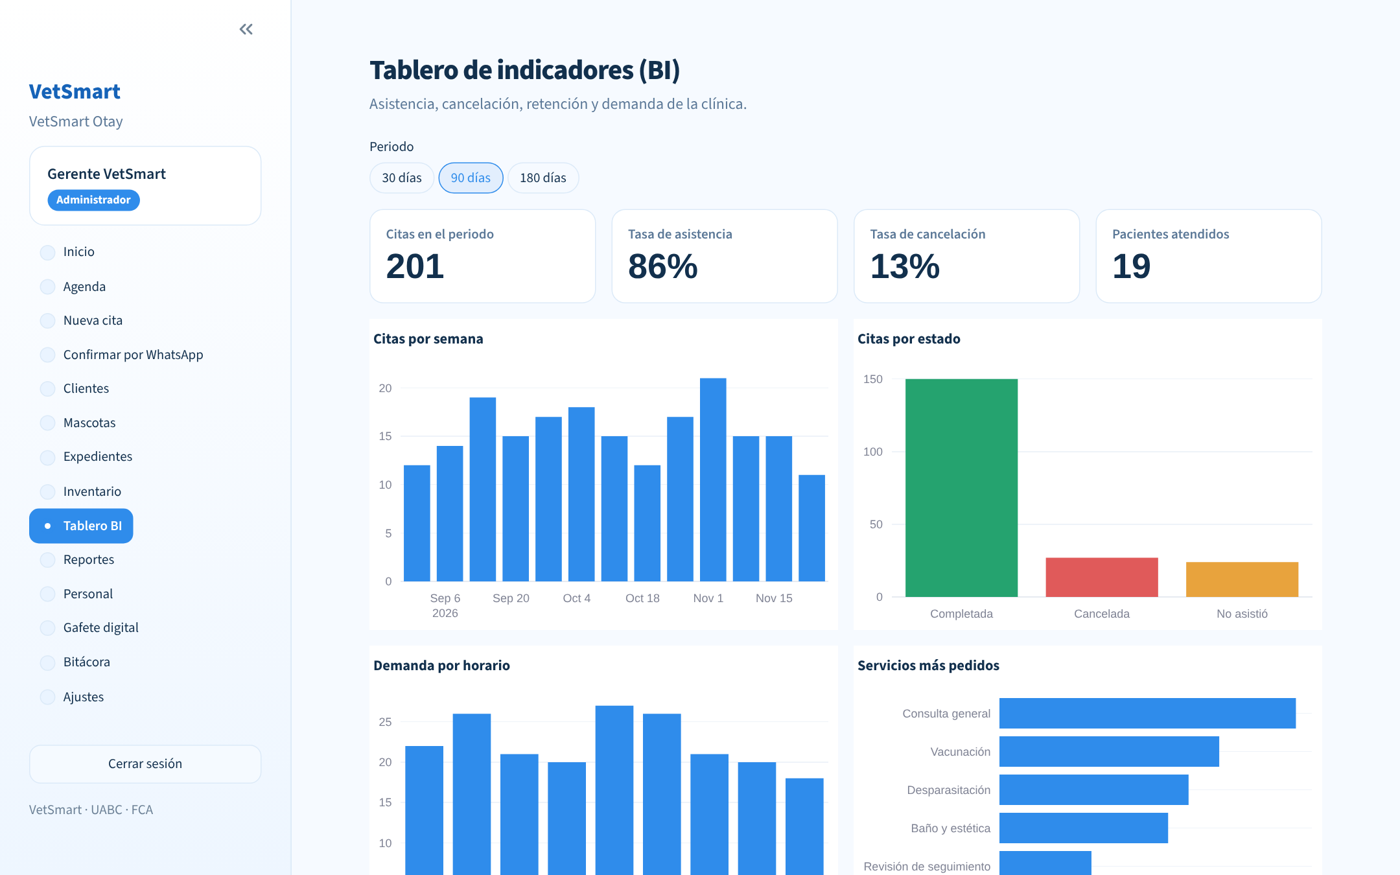 VetSmart
VetSmart Otay
Gerente VetSmart
Administrador
Inicio
Agenda
Nueva cita
Confirmar por WhatsApp
Clientes
Mascotas
Expedientes
Inventario
Tablero BI
Reportes
Personal
Gafete digital
Bitácora
Ajustes
Cerrar sesión
VetSmart · UABC · FCA
Tablero de indicadores (BI)
Asistencia, cancelación, retención y demanda de la clínica.
Periodo
30 días 90 días 180 días
Citas en el periodo
201
Tasa de asistencia
86%
Tasa de cancelación
13%
Pacientes atendidos
19
Citas por semana
20
15
10
5
0
Sep 6 Sep 20 Oct 4 Oct 18 Nov 1 Nov 15
2026
Citas por estado
150
100
50
0
Completada Cancelada No asistió
Demanda por horario
25
20
15
10
Servicios más pedidos
Consulta general
Vacunación
Desparasitación
Baño y estética
Revisión de seguimiento